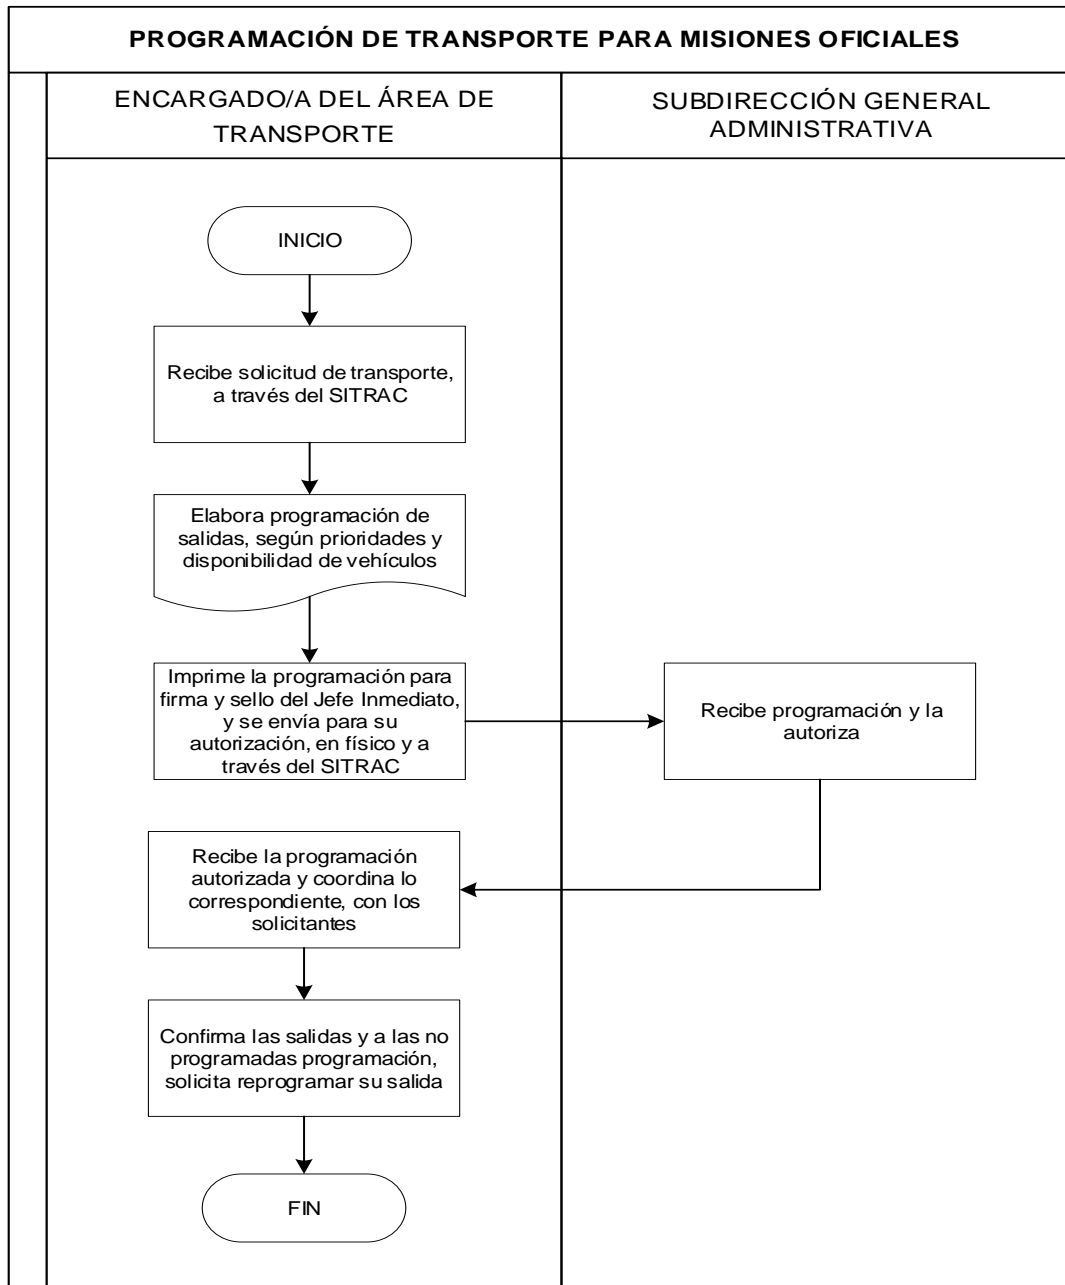 PROGRAMACIÓN DE TRANSPORTE PARA MISIONES OFICIALES
ENCARGADO/A DEL ÁREA DE
TRANSPORTE
SUBDIRECCIÓN GENERAL
ADMINISTRATIVA
INICIO
Recibe solicitud de transporte,
a través del SITRAC
Elabora programación de
salidas, según prioridades y
disponibilidad de vehículos
Imprime la programación para
firma y sello del Jefe Inmediato,
y se envía para su
autorización, en físico y a
través del SITRAC
Recibe programación y la
autoriza
Recibe la programación
autorizada y coordina lo
correspondiente, con los
solicitantes
Confirma las salidas y a las no
programadas programación,
solicita reprogramar su salida
FIN